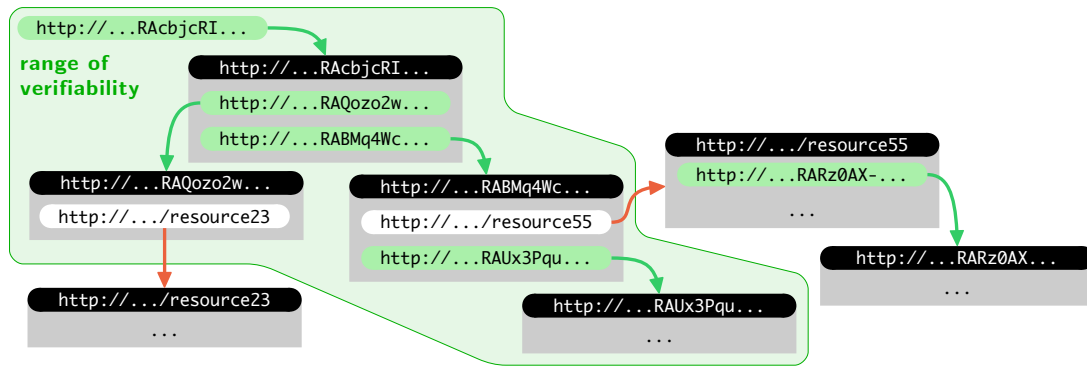 http://...RAcbjcRI...
range of
verifiability
http://...RAcbjcRI...
http://...RAQozo2w...
http://...RABMq4Wc...
http://.../resource55
http://...RARz0AX-...
...
http://...RAQozo2w...
http://.../resource23
http://...RABMq4Wc...
http://.../resource55
http://...RAUx3Pqu...
http://...RARz0AX...
...
http://.../resource23
...
http://...RAUx3Pqu...
...